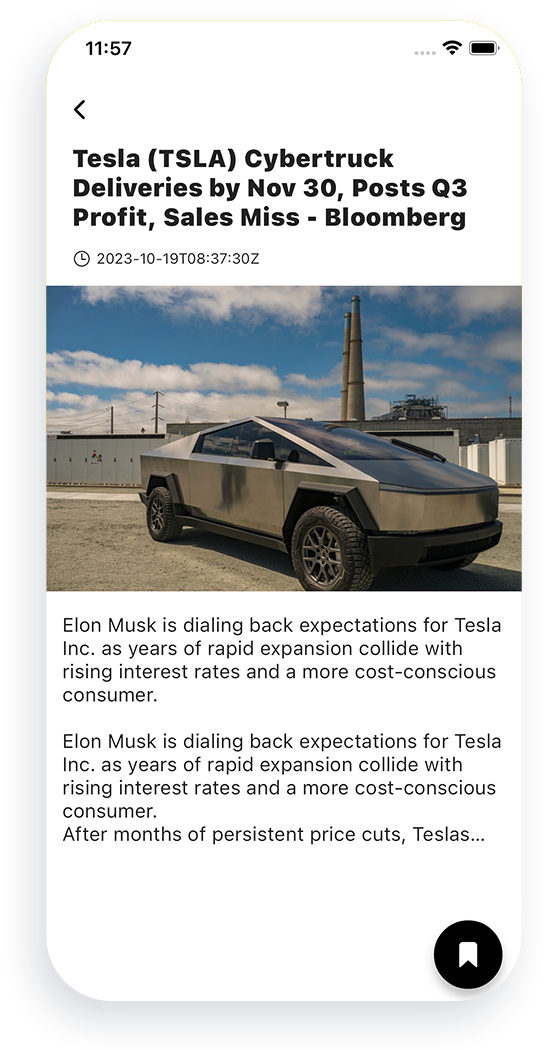 11:57
Tesla (TSLA) Cybertruck
Deliveries by Nov 30, Posts Q3
Profit, Sales Miss - Bloomberg
2023-10-19T08:37:30Z
Elon Musk is dialing back expectations for Tesla
Inc. as years of rapid expansion collide with
rising interest rates and a more cost-conscious
consumer.
Elon Musk is dialing back expectations for Tesla
Inc. as years of rapid expansion collide with
rising interest rates and a more cost-conscious
consumer.
After months of persistent price cuts, Teslas...